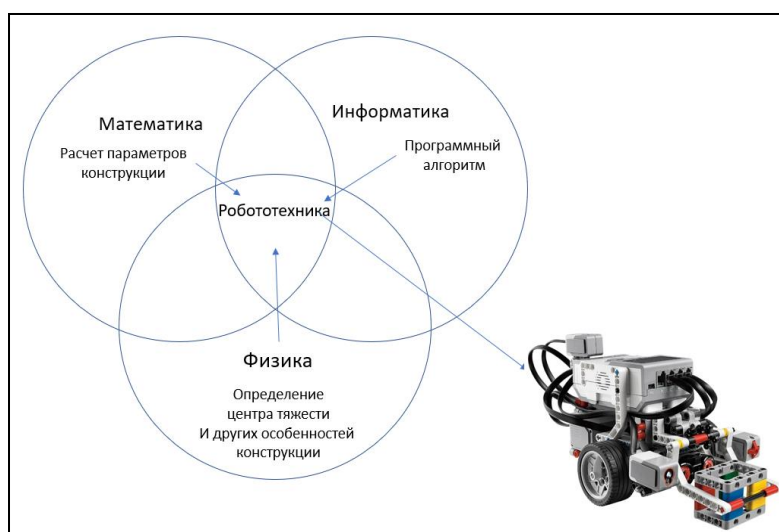 Математика
Расчет параметров
конструкции
Информатика
Программный
алгоритм
Робототехника
Физика
Определение
центра тяжести
И других особенностей
конструкции